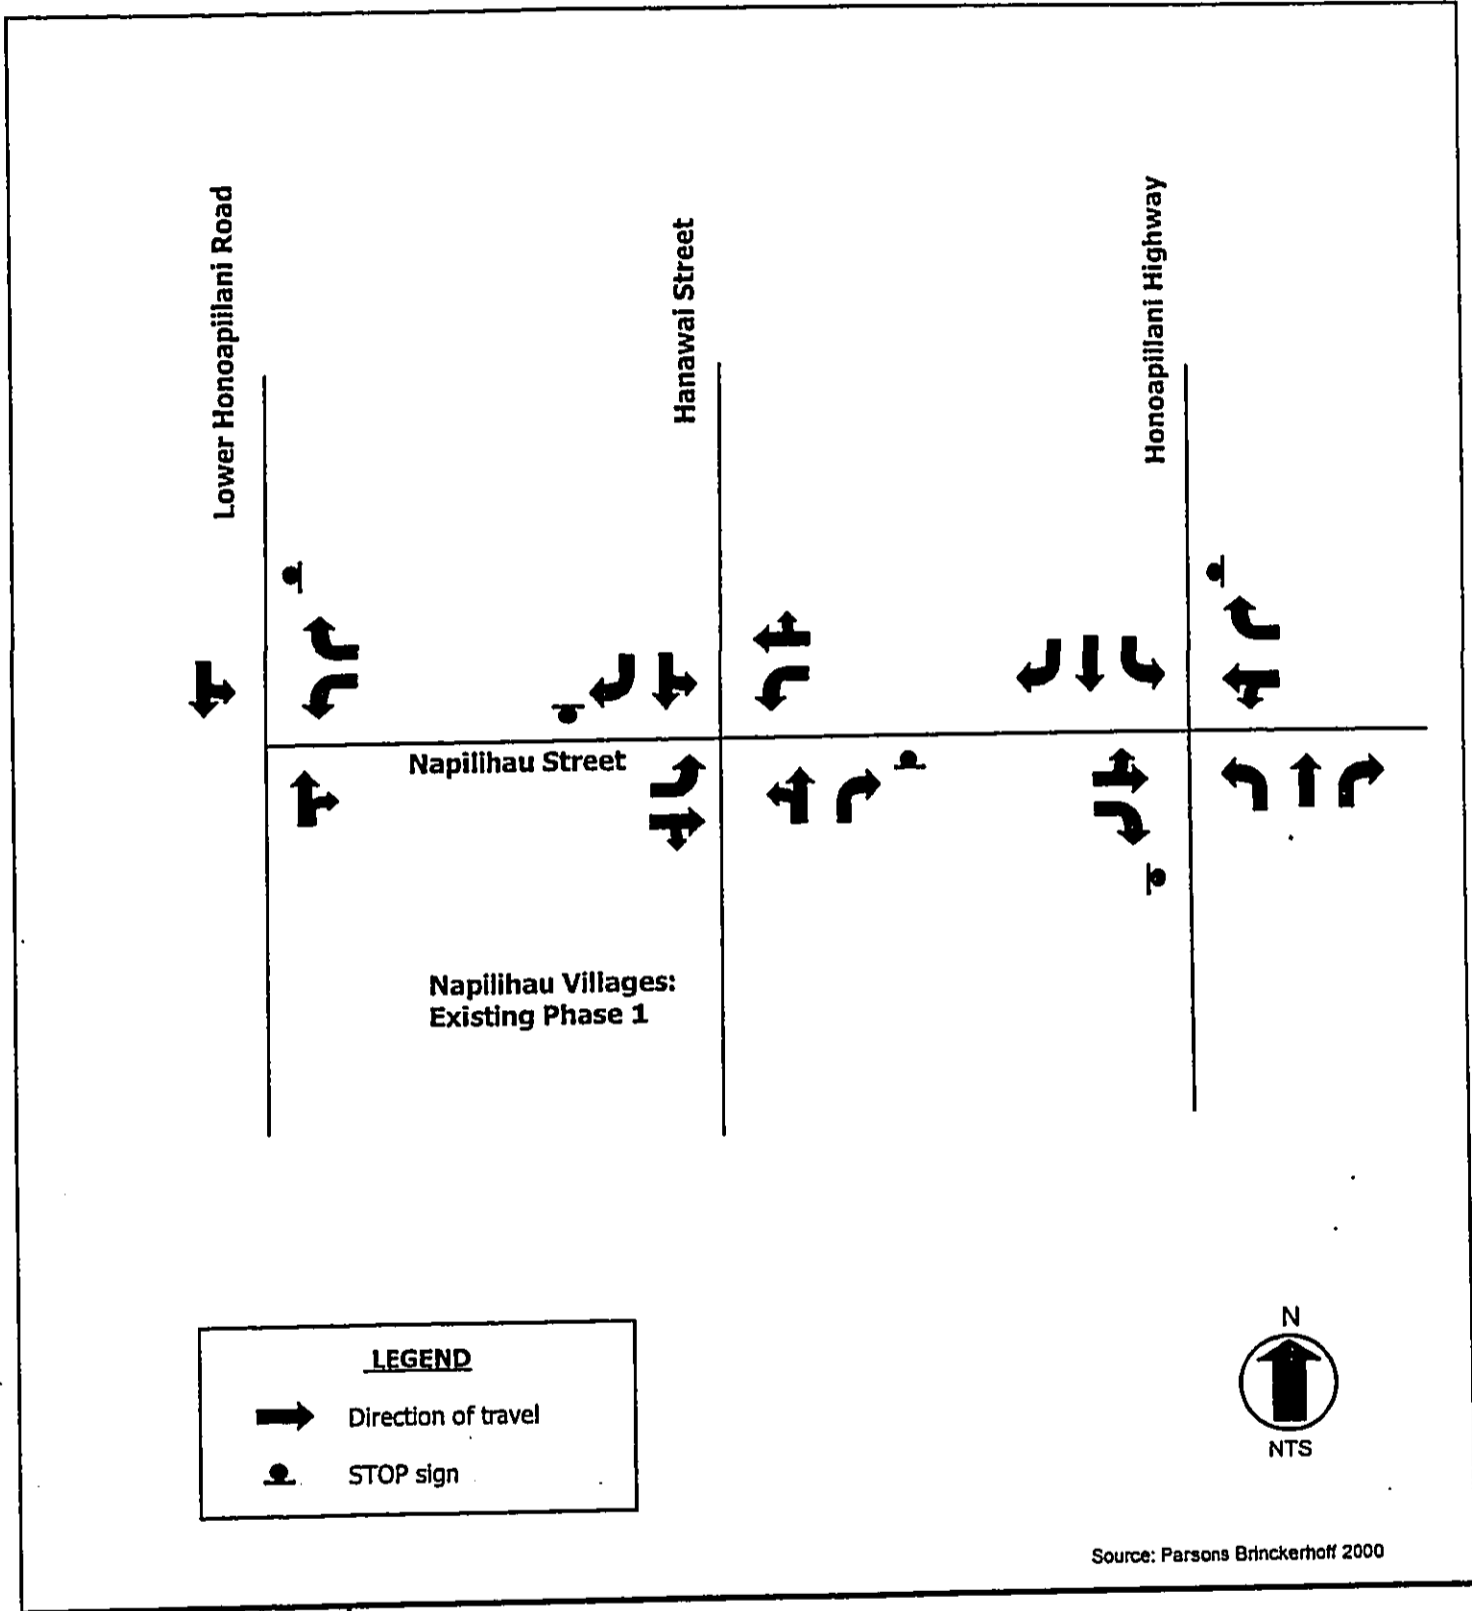 Lower Honoapiilani Road
Hanawai Street
Honoapiilani Highway
Napilihau Street
Napilihau Villages:
Existing Phase 1
LEGEND
Direction of travel
STOP sign
N
NTS
Source: Parsons Brinckerhoff 2000